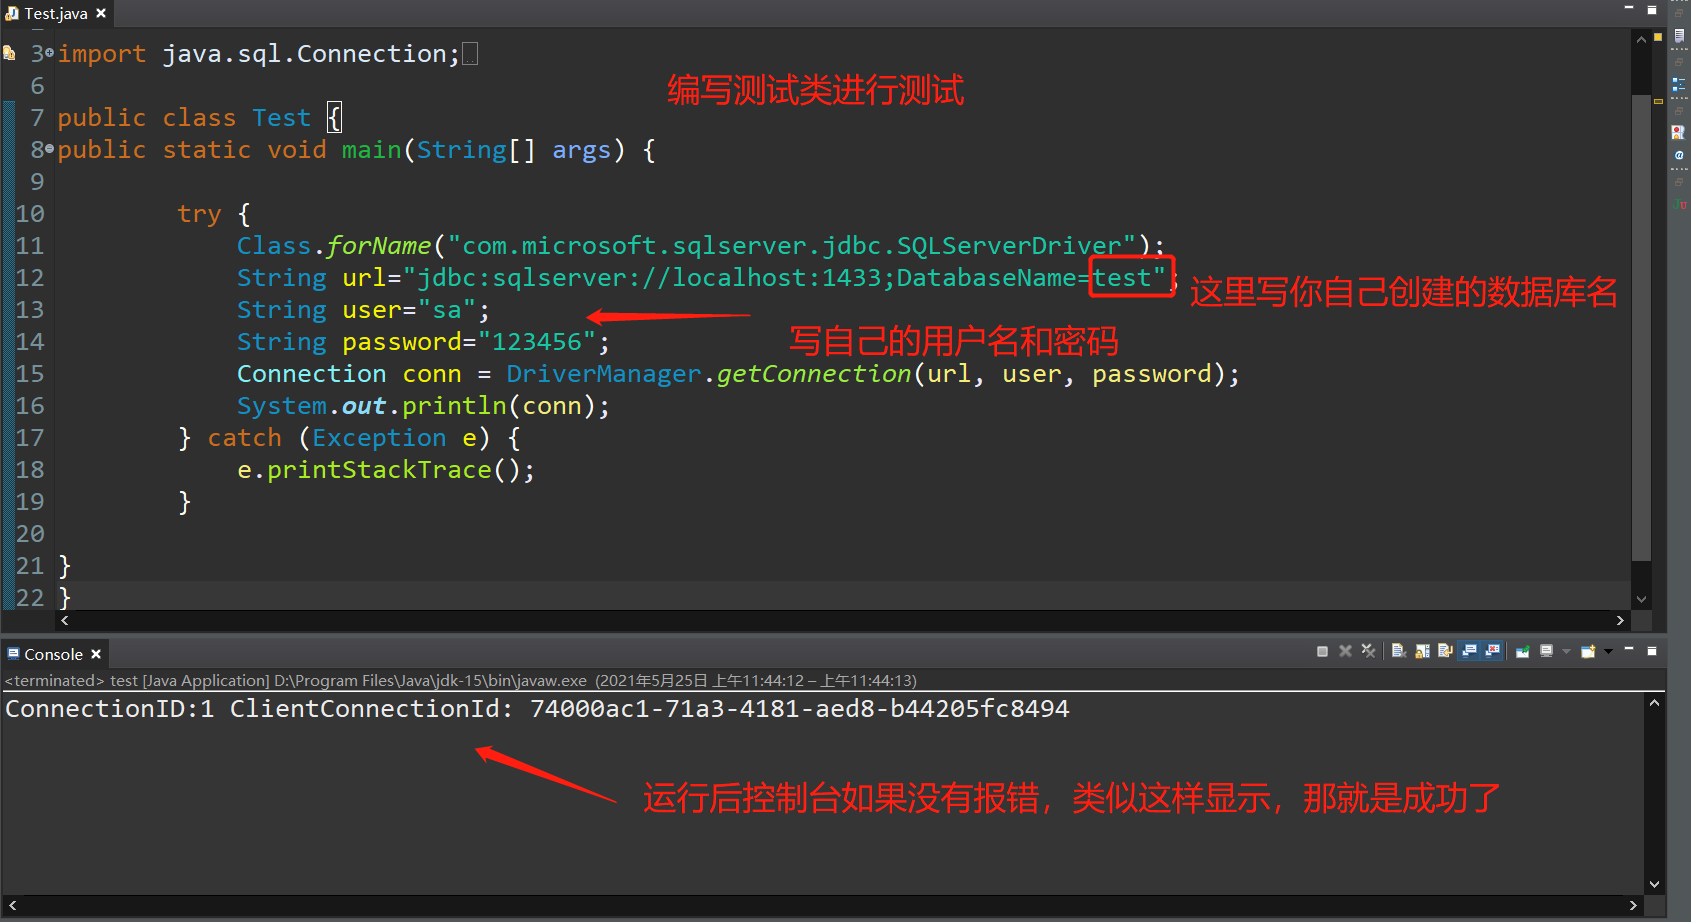 Test.java
3 import java.sql.Connection;
6
编写测试类进行测试
7 public class Test {
8 public static void main(String[] args) {
9
10 try {
11 Class.forName("com.microsoft.sqlserver.jdbc.SQLServerDriver");
12 String url="jdbc:sqlserver://localhost:1433;DatabaseName=test";
这里写你自己创建的数据库名
13 String user="sa";
14 String password="123456";
写自己的用户名和密码
15 Connection conn = DriverManager.getConnection(url, user, password);
16 System.out.println(conn);
17 } catch (Exception e) {
18 e.printStackTrace();
19 }
20
21 }
22 }
Console
<terminated> test [Java Application] D:\Program Files\Java\jdk-15\bin\javaw.exe (2021年5月25日 上午11:44:12 – 上午11:44:13)
ConnectionID:1 ClientConnectionId: 74000ac1-71a3-4181-aed8-b44205fc8494
运行后控制台如果没有报错，类似这样显示，那就是成功了